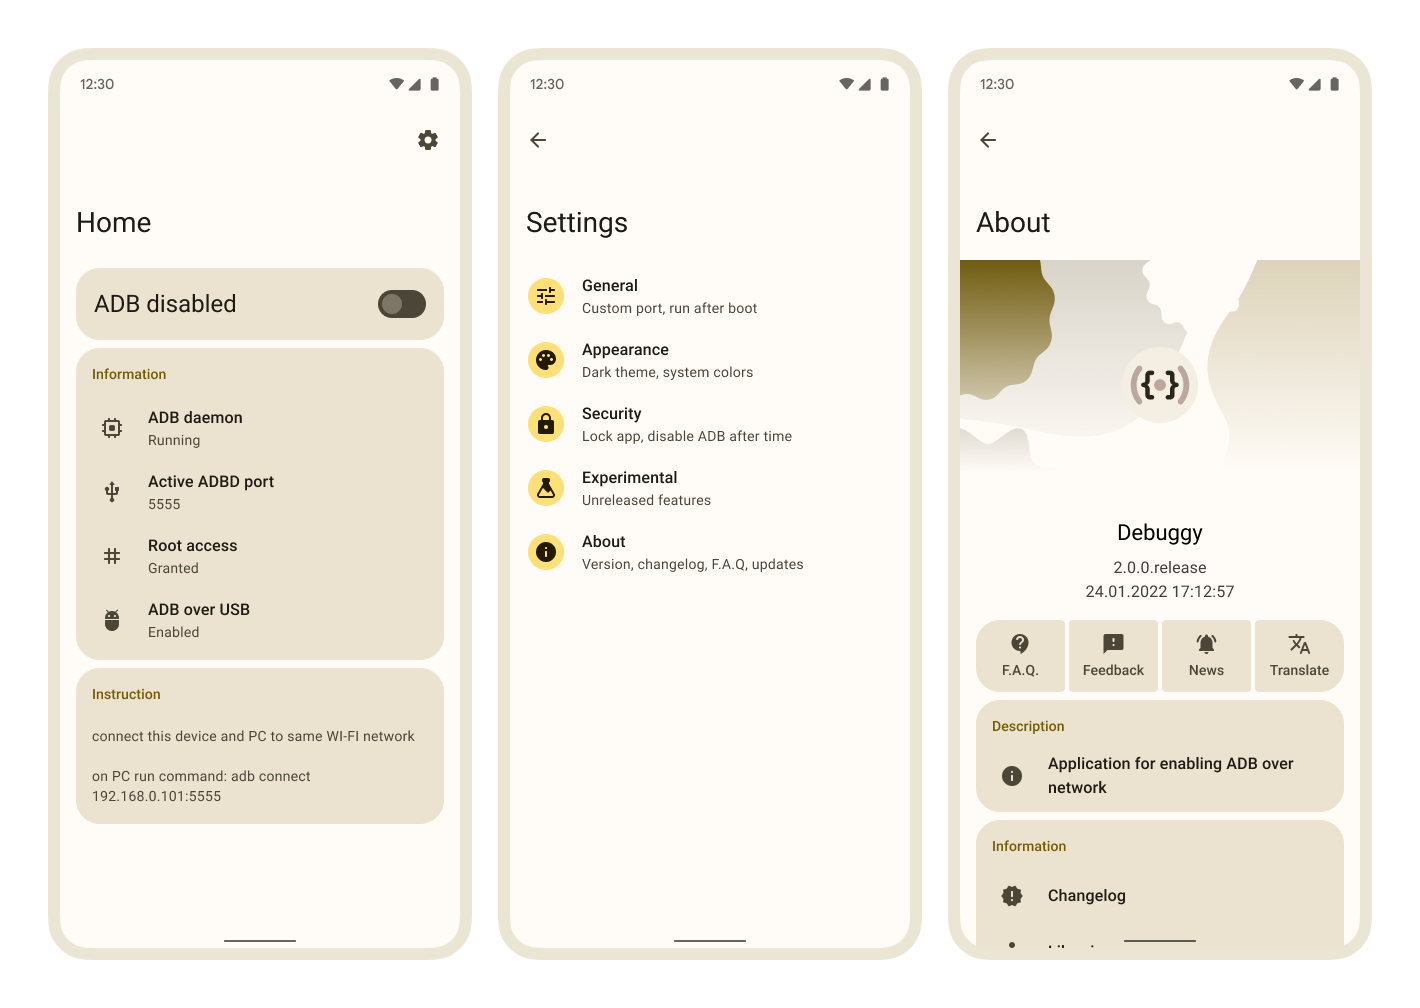 12:30
Home
ADB disabled
Information
ADB daemon
Running
Active ADBD port
5555
Root access
Granted
ADB over USB
Enabled
Instruction
connect this device and PC to same WI-FI network
on PC run command: adb connect
192.168.0.101:5555
12:30
Settings
General
Custom port, run after boot
Appearance
Dark theme, system colors
Security
Lock app, disable ADB after time
Experimental
Unreleased features
About
Version, changelog, F.A.Q, updates
12:30
About
Debuggy
2.0.0.release
24.01.2022 17:12:57
F.A.Q.
Feedback
News
Translate
Description
Application for enabling ADB over
network
Information
Changelog